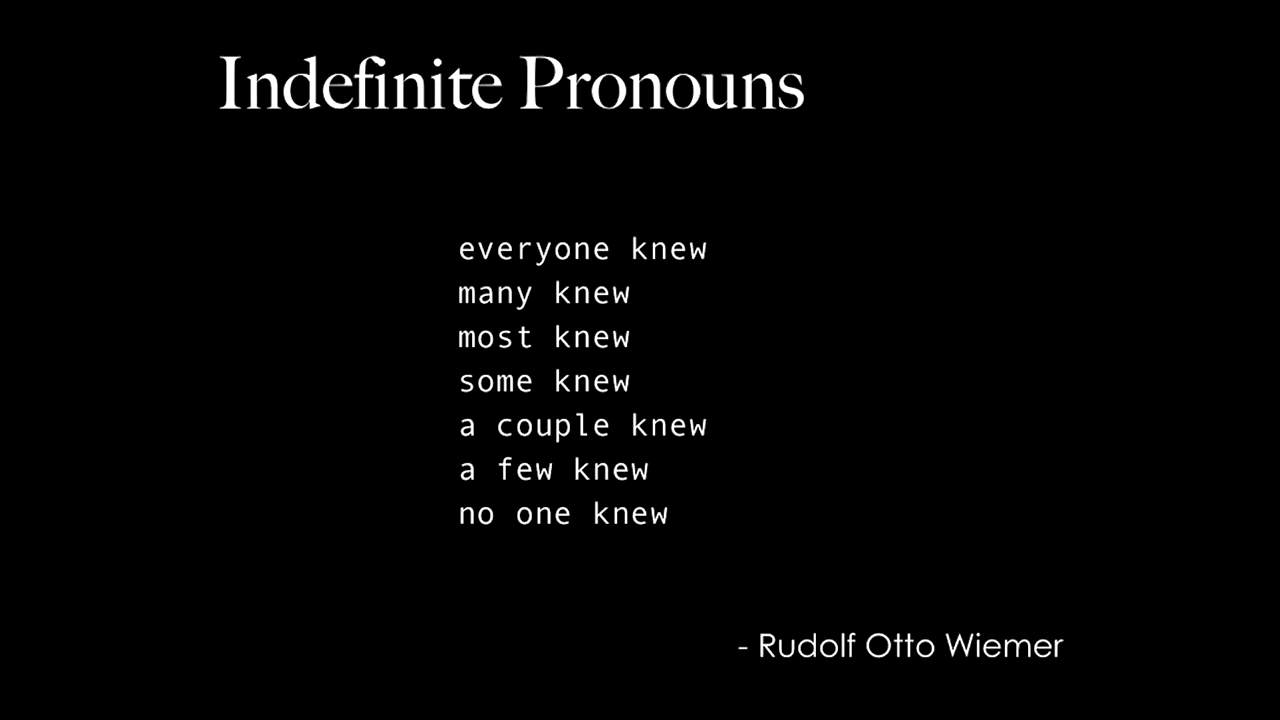 Indefinite Pronouns
everyone knew
many knew
most knew
some knew
a couple knew
a few knew
no one knew
- Rudolf Otto Wiemer